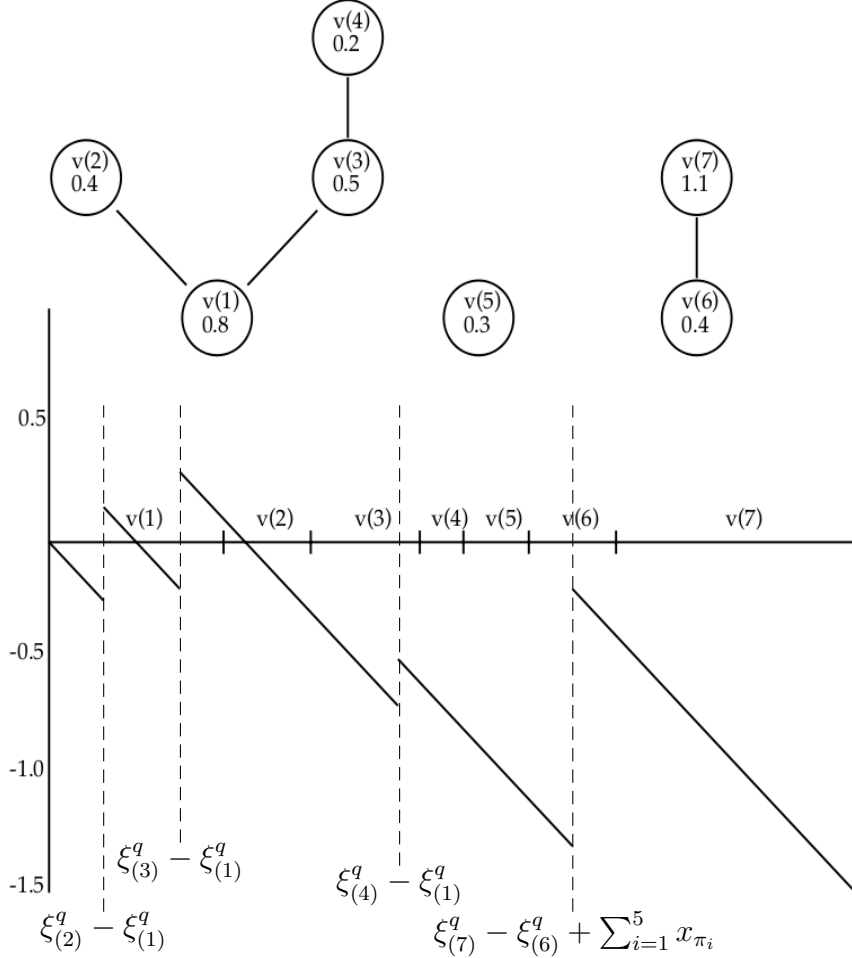 v(4)
0.2
v(2)
0.4
v(3)
0.5
v(7)
1.1
v(1)
0.8
v(5)
0.3
v(6)
0.4
0.5
v(1) v(2) v(3) v(4) v(5) v(6) v(7)
-0.5
-1.0
-1.5
ξ^q_{(3)} − ξ^q_{(1)}
ξ^q_{(4)} − ξ^q_{(1)}
ξ^q_{(2)} − ξ^q_{(1)}
ξ^q_{(7)} − ξ^q_{(6)} + ∑_{i=1}^{5} x_{π_i}